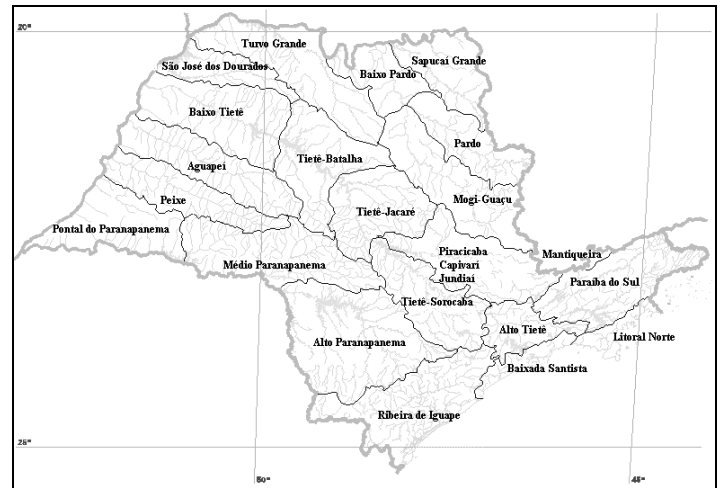 20°
Turvo Grande
Sapucaí Grande
São José dos Dourados
Baixo Pardo
Baixo Tietê
Pardo
Tietê-Batalha
Aguapeí
Peixe
Mogi-Guaçu
Tietê-Jacaré
Pontal do Paranapanema
Piracicaba
Capivari
Jundiaí
Mantiqueira
Médio Paranapanema
Paraíba do Sul
Tietê-Sorocaba
Alto Tietê
Litoral Norte
Alto Paranapanema
Baixada Santista
Ribeira de Iguape
25°
50°
45°